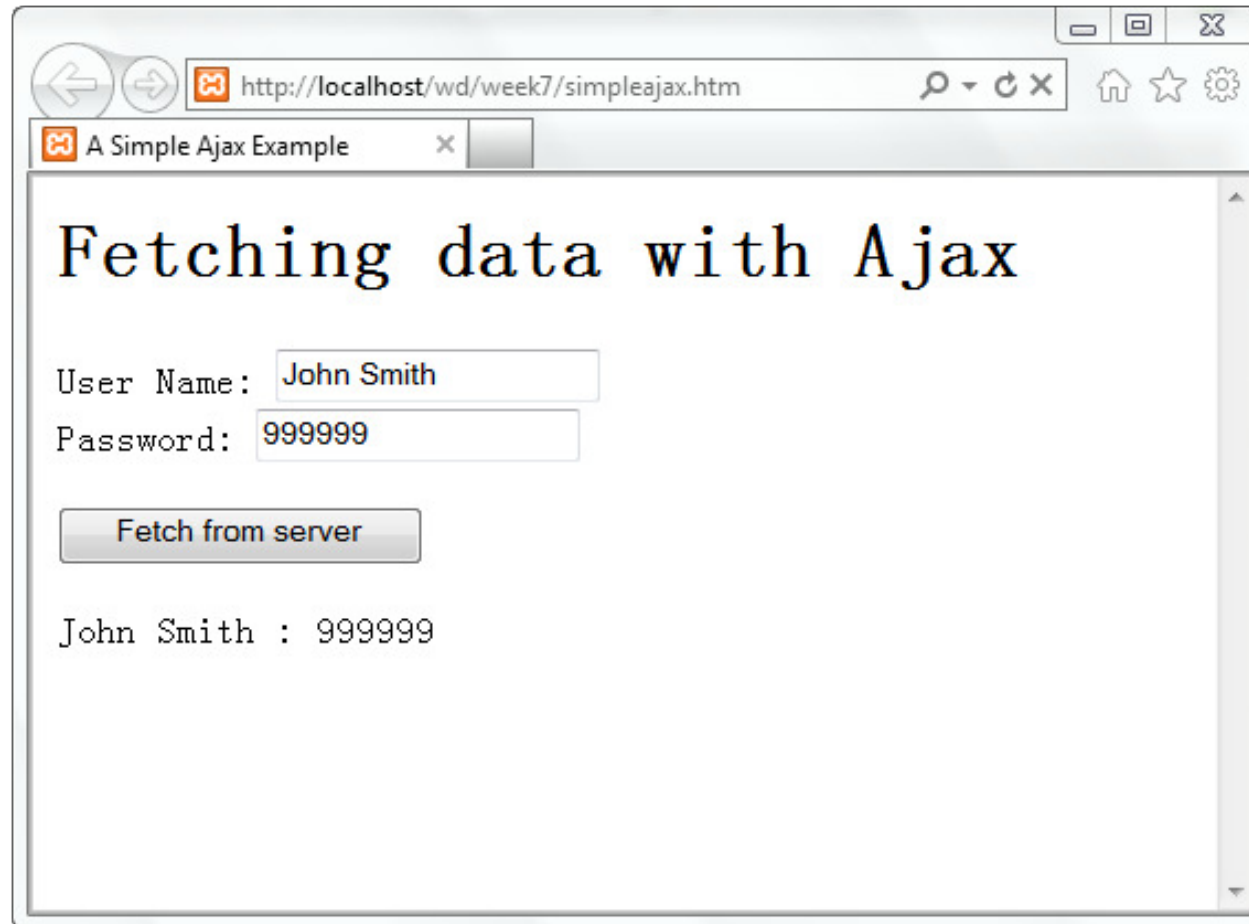 http://localhost/wd/week7/simpleajax.htm
A Simple Ajax Example
Fetching data with Ajax
User Name: John Smith
Password: 999999
Fetch from server
John Smith : 999999